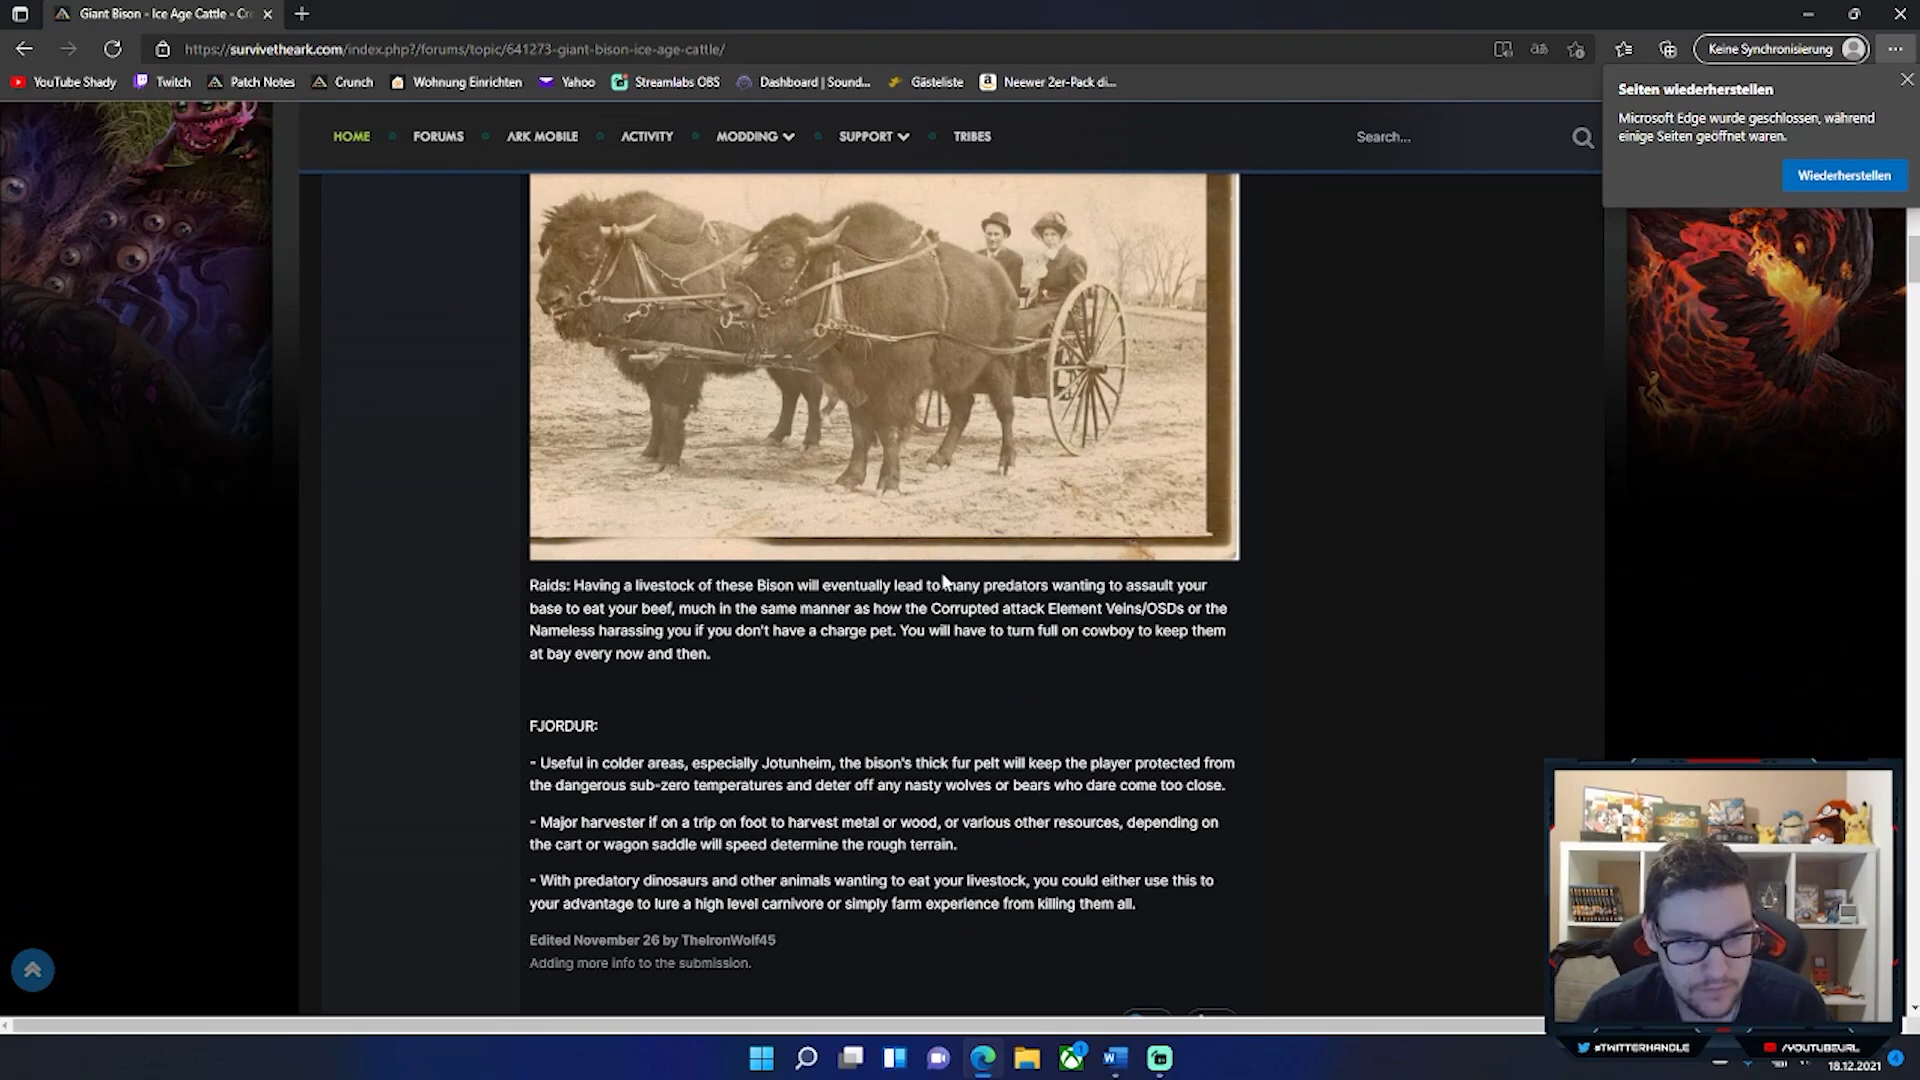 Giant Bison - Ice Age Cattle - Cr
https://survivetheark.com/index.php?/forums/topic/641273-giant-bison-ice-age-cattle/
Keine Synchronisierung
YouTube Shady
Twitch
Patch Notes
Crunch
Wohnung Einrichten
Yahoo
Streamlabs OBS
Dashboard | Sound...
Gästeliste
Neewer 2er-Pack di...
Seiten wiederherstellen
Microsoft Edge wurde geschlossen, während
einige Seiten geöffnet waren.
Wiederherstellen
HOME
FORUMS
ARK MOBILE
ACTIVITY
MODDING
SUPPORT
TRIBES
Search...
Raids: Having a livestock of these Bison will eventually lead to many predators wanting to assault your
base to eat your beef, much in the same manner as how the Corrupted attack Element Veins/OSDs or the
Nameless harassing you if you don't have a charge pet. You will have to turn full on cowboy to keep them
at bay every now and then.
FJORDUR:
- Useful in colder areas, especially Jotunheim, the bison's thick fur pelt will keep the player protected from
the dangerous sub-zero temperatures and deter off any nasty wolves or bears who dare come too close.
- Major harvester if on a trip on foot to harvest metal or wood, or various other resources, depending on
the cart or wagon saddle will speed determine the rough terrain.
- With predatory dinosaurs and other animals wanting to eat your livestock, you could either use this to
your advantage to lure a high level carnivore or simply farm experience from killing them all.
Edited November 26 by TheIronWolf45
Adding more info to the submission.
#TWITTERHANDLE
/YOUTUBEURL
18.12.2021
4
1